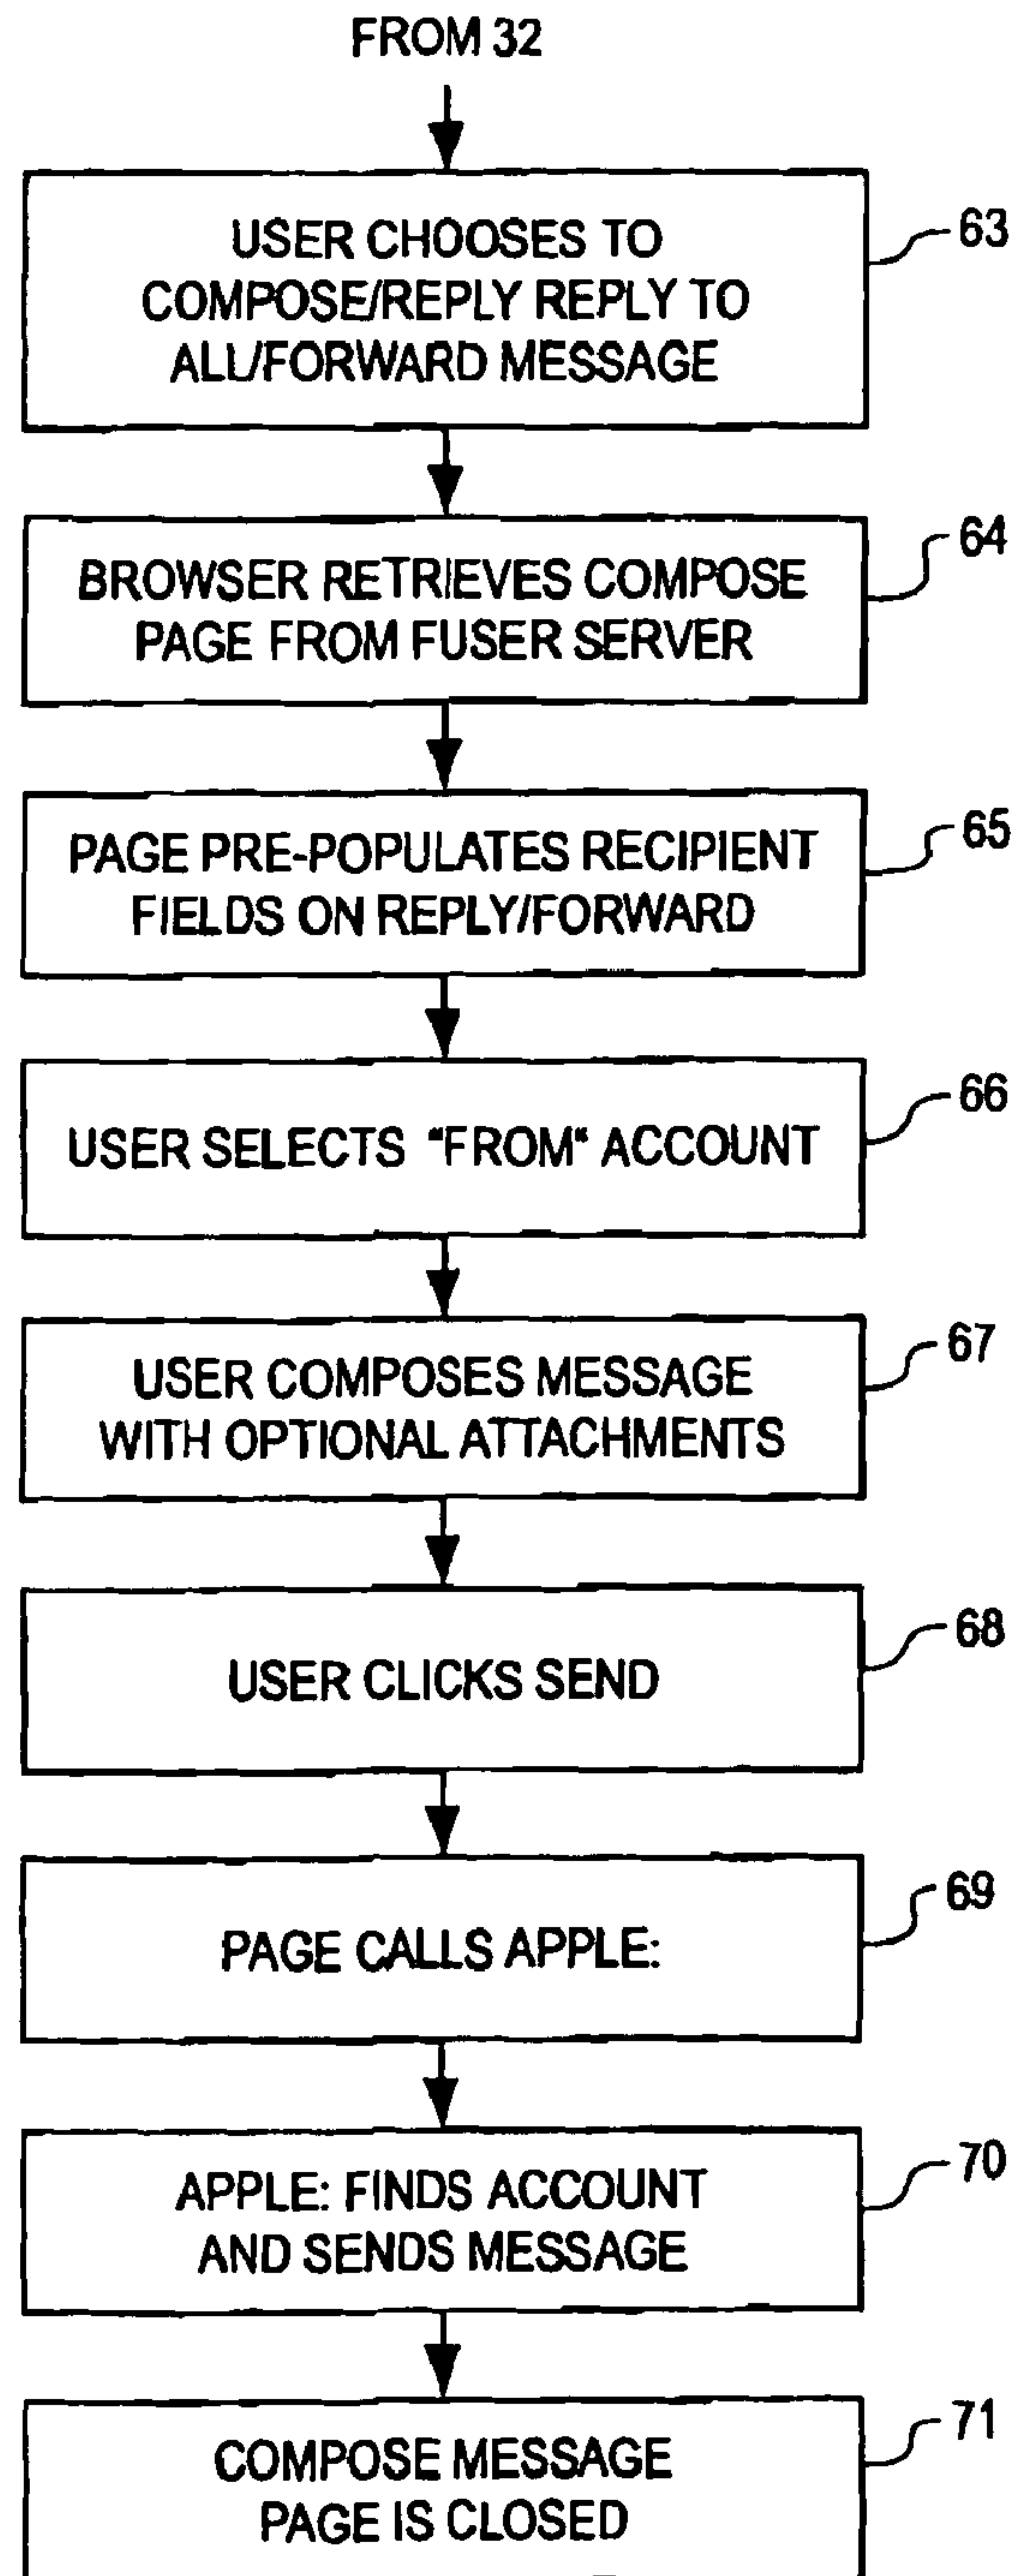 FROM 32
USER CHOOSES TO
COMPOSE/REPLY REPLY TO
ALL/FORWARD MESSAGE
63
BROWSER RETRIEVES COMPOSE
PAGE FROM FUSER SERVER
64
PAGE PRE-POPULATES RECIPIENT
FIELDS ON REPLY/FORWARD
65
USER SELECTS "FROM" ACCOUNT
66
USER COMPOSES MESSAGE
WITH OPTIONAL ATTACHMENTS
67
USER CLICKS SEND
68
PAGE CALLS APPLE:
69
APPLE: FINDS ACCOUNT
AND SENDS MESSAGE
70
COMPOSE MESSAGE
PAGE IS CLOSED
71